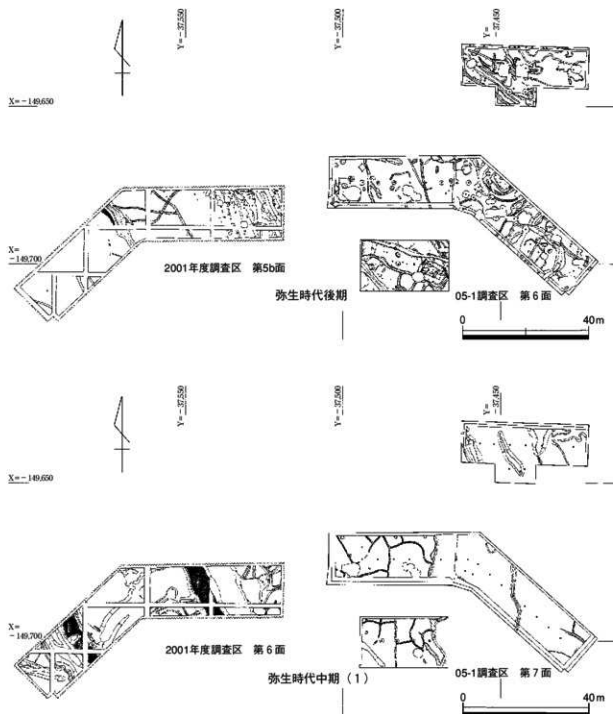 Y=-37,550
Y=-37,500
Y=-37,450
X=-149,650
X=
-149,700
2001年度調査区 第5b面
弥生時代後期
05-1調査区 第6面
0 40m
Y=-37,550
Y=-37,500
Y=-37,450
X=-149,650
X=
-149,700
2001年度調査区 第6面
弥生時代中期（1）
05-1調査区 第7面
0 40m